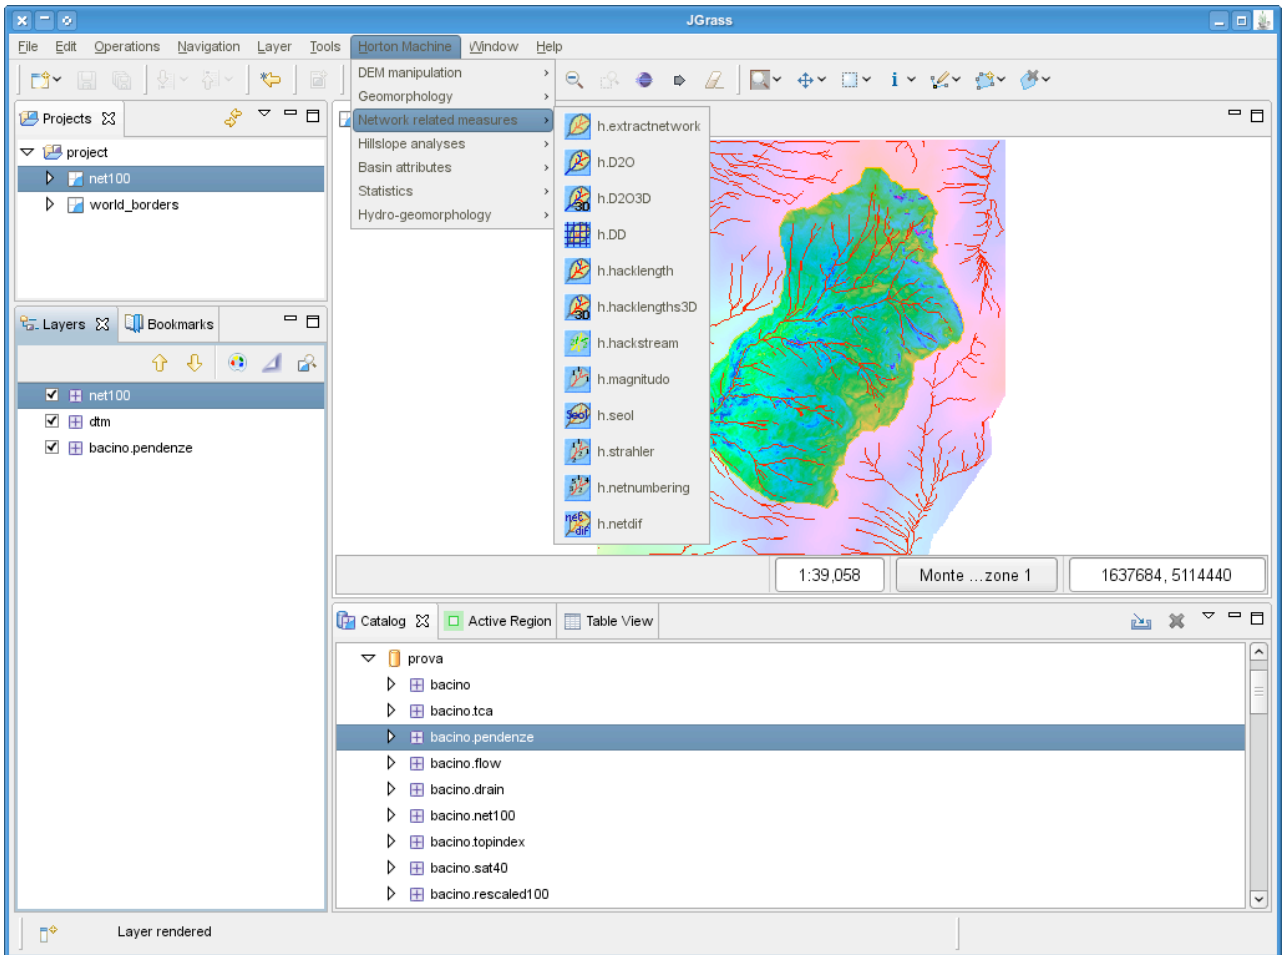 JGrass
File Edit Operations Navigation Layer Tools Horton Machine Window Help
DEM manipulation
Geomorphology
Network related measures
Hillslope analyses
Basin attributes
Statistics
Hydro-geomorphology
h.extractnetwork
h.D2O
h.D2O3D
h.DD
h.hacklength
h.hacklengths3D
h.hackstream
h.magnitudo
h.seol
h.strahler
h.netnumbering
h.netdif
Projects
project
net100
world_borders
Layers Bookmarks
net100
dtm
bacino.pendenze
1:39,058 Monte ...zone 1 1637684, 5114440
Catalog Active Region Table View
prova
bacino
bacino.tca
bacino.pendenze
bacino.flow
bacino.drain
bacino.net100
bacino.topindex
bacino.sat40
bacino.rescaled100
Layer rendered